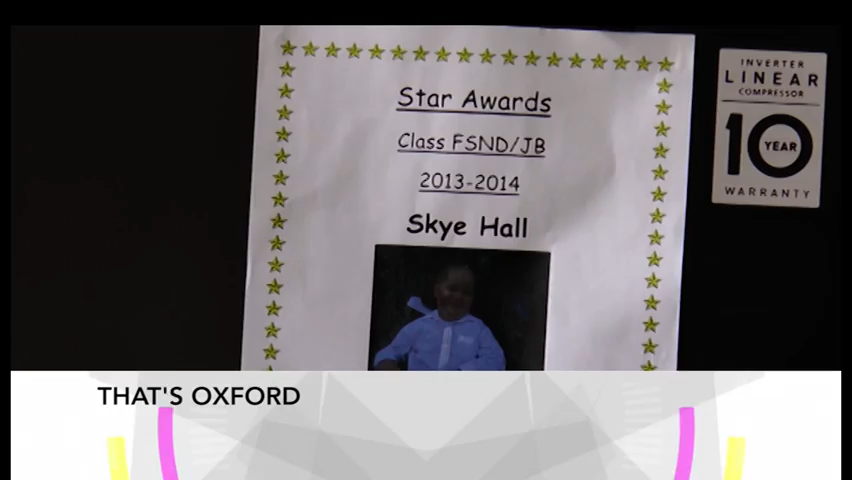 Star Awards
Class FSND/JB
2013-2014
Skye Hall
INVERTER
LINEAR
COMPRESSOR
10 YEAR
WARRANTY
THAT'S OXFORD